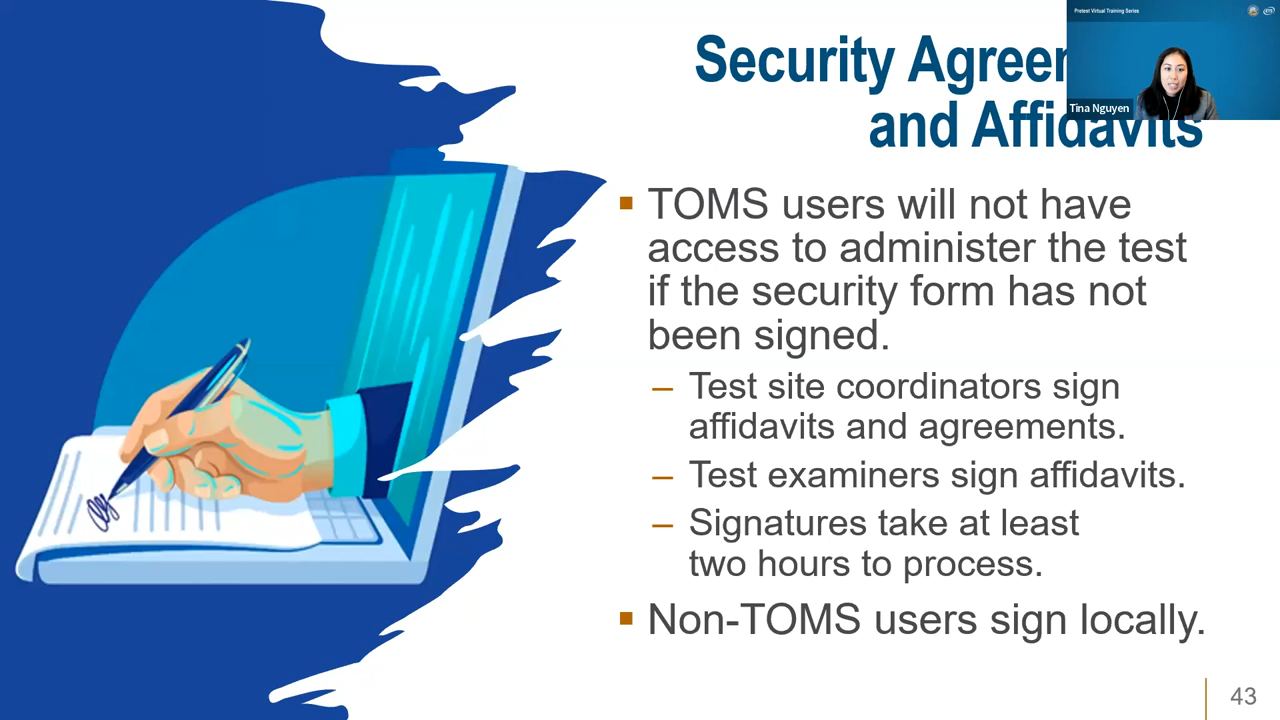 Pretest Virtual Training Series
Security Agree
Tina Nguyen
and Affidavits
TOMS users will not have
access to administer the test
if the security form has not
been signed.
– Test site coordinators sign
affidavits and agreements.
– Test examiners sign affidavits.
– Signatures take at least
two hours to process.
Non-TOMS users sign locally.
43